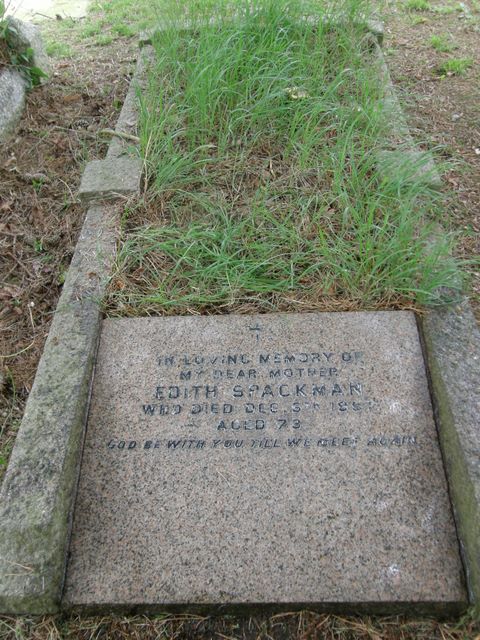 IN LOVING MEMORY OF
MY DEAR MOTHER
EDITH SPACKMAN
WHO DIED DEC. 5TH
AGED 73
GOD BE WITH YOU TILL WE MEET AGAIN